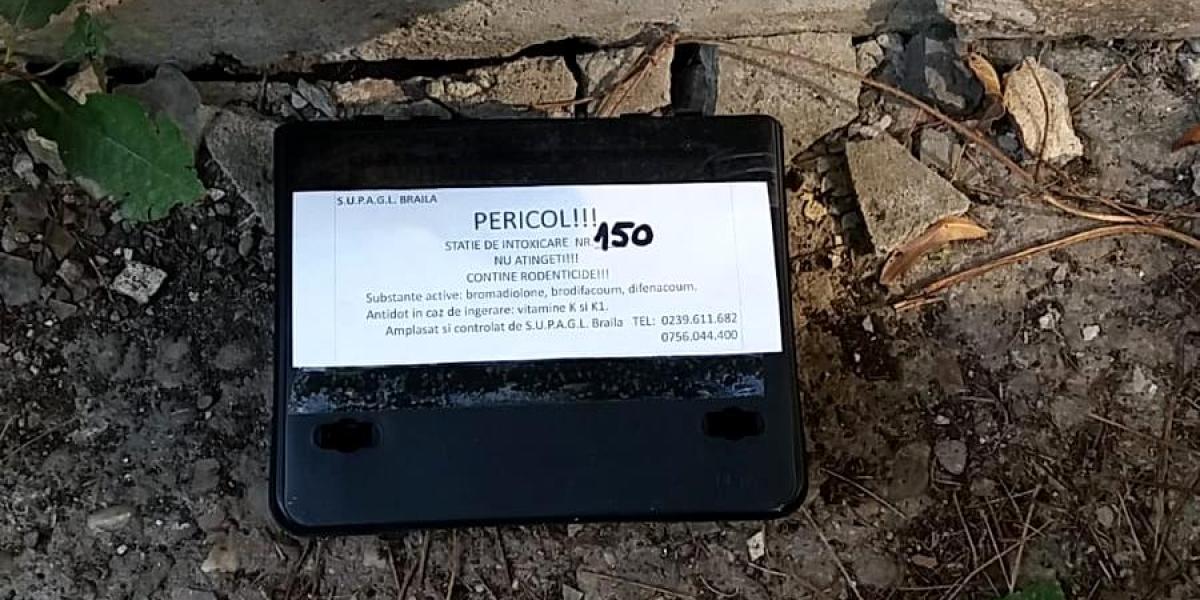 S.U.P.A.G.L. BRAILA
PERICOL!!!
STATIE DE INTOXICARE NR. 150
NU ATINGETI!!!
CONTINE RODENTICIDE!!!
Substante active: bromadiolone, brodifacoum, difenacoum.
Antidot in caz de ingerare: vitamine K si K1.
Amplasat si controlat de S.U.P.A.G.L. Braila TEL: 0239.611.682
0756.044.400